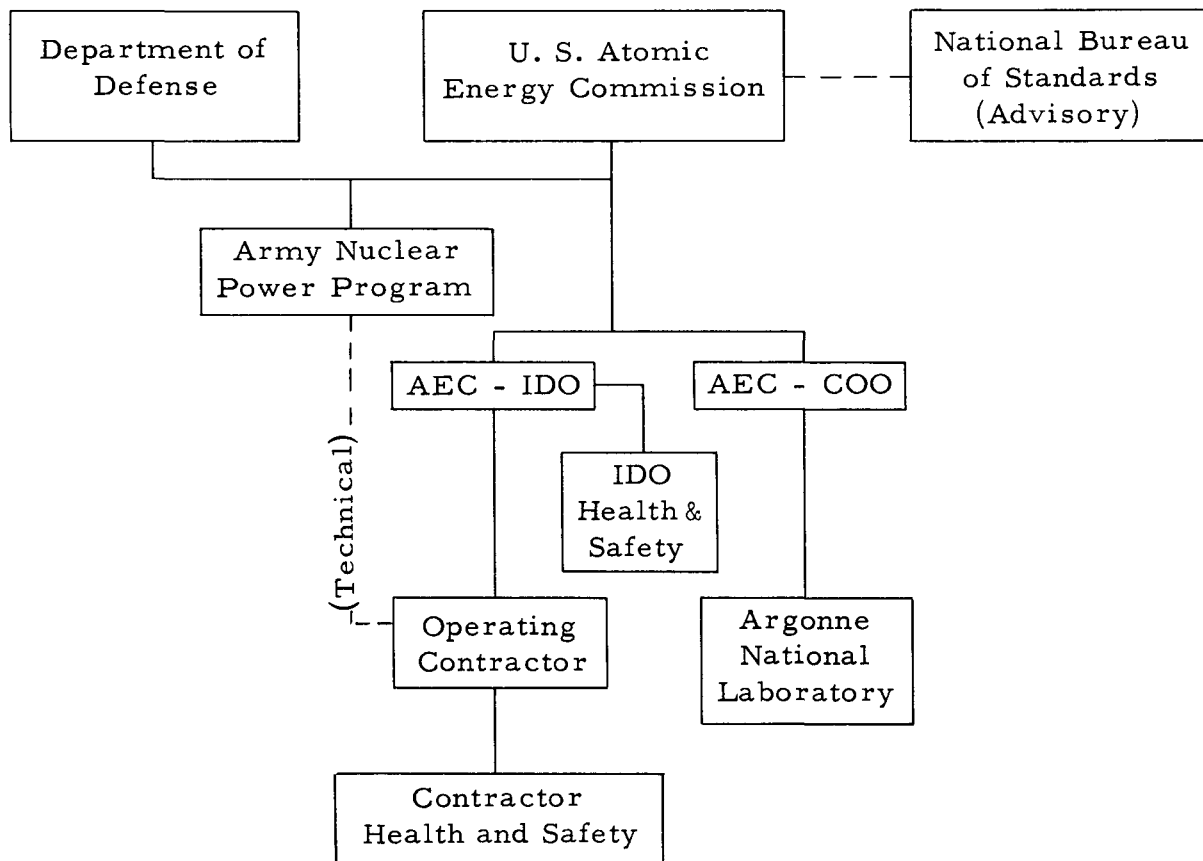 Department of
Defense
U. S. Atomic
Energy Commission
National Bureau
of Standards
(Advisory)
Army Nuclear
Power Program
AEC - IDO
AEC - COO
(Technical)
IDO
Health &
Safety
Operating
Contractor
Argonne
National
Laboratory
Contractor
Health and Safety